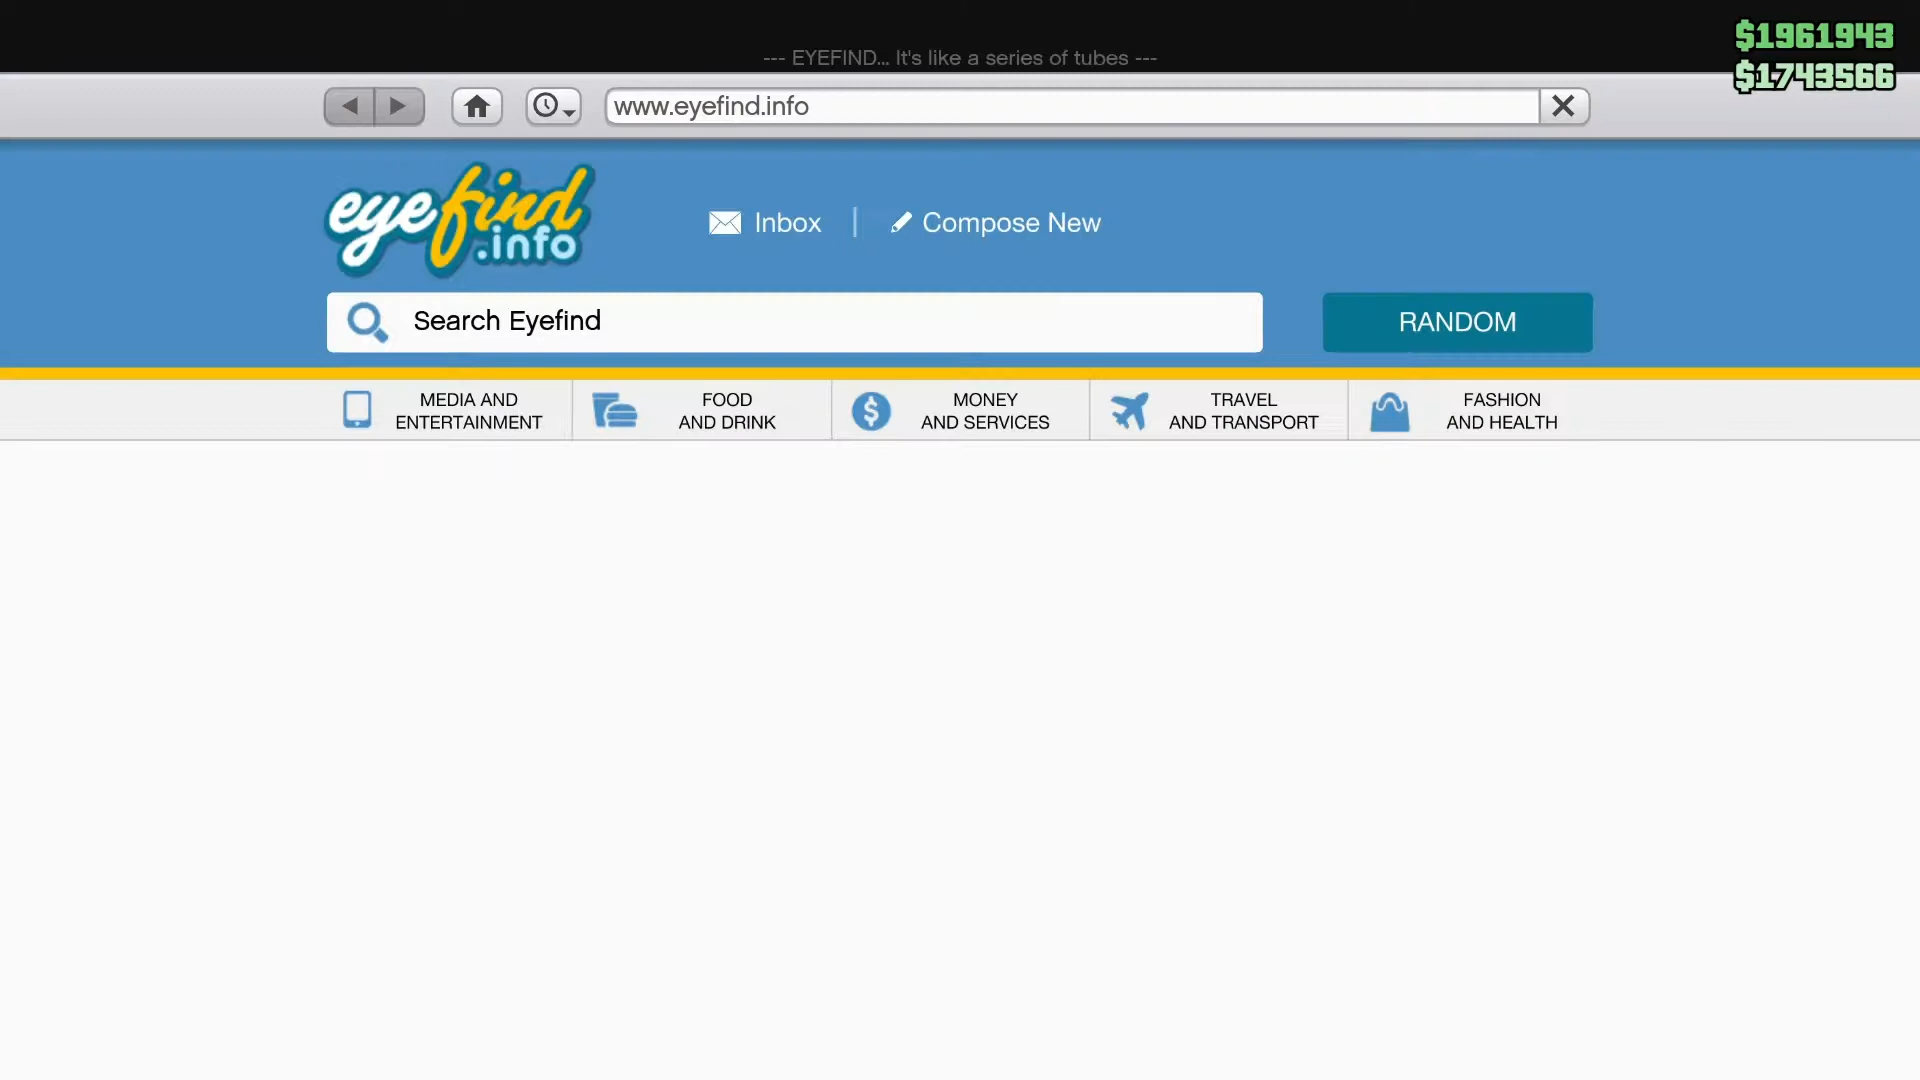 $1961943
--- EYEFIND... It's like a series of tubes ---
$1743566
www.eyefind.info
eyefind
.info
Inbox | Compose New
Search Eyefind
RANDOM
MEDIA AND
ENTERTAINMENT
FOOD
AND DRINK
MONEY
AND SERVICES
TRAVEL
AND TRANSPORT
FASHION
AND HEALTH